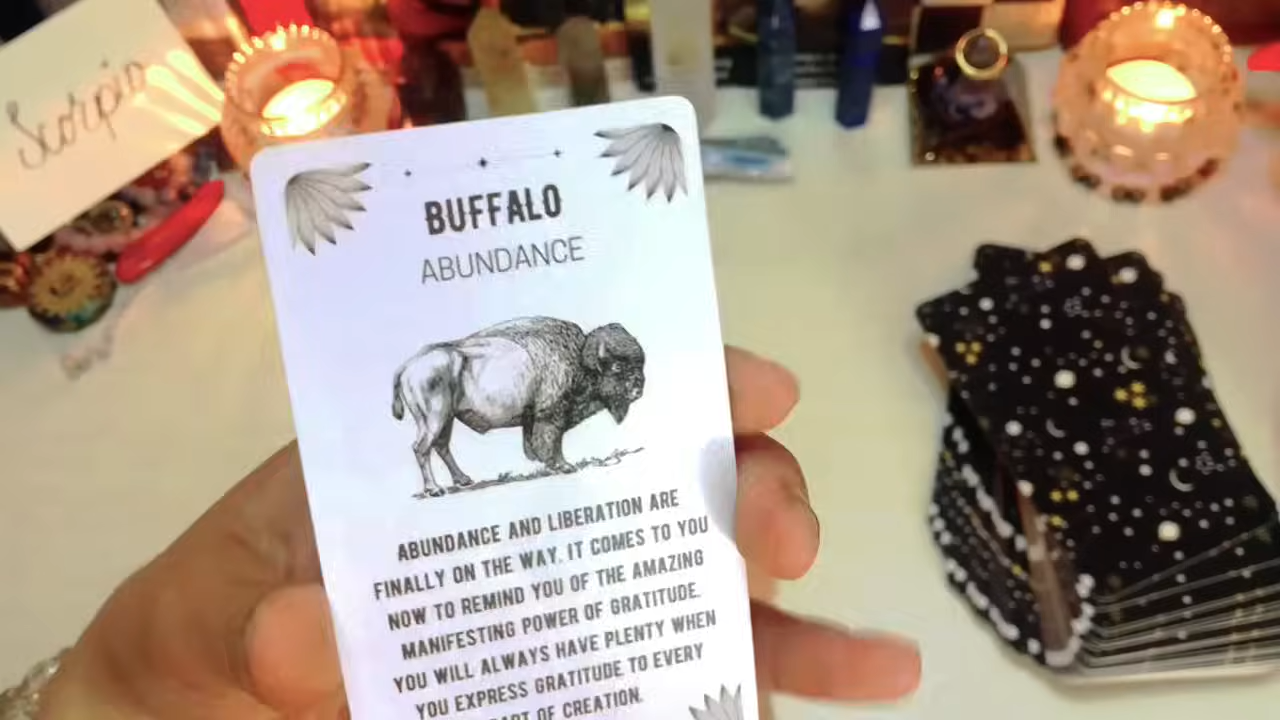 Scorpio
BUFFALO
ABUNDANCE
ABUNDANCE AND LIBERATION ARE
FINALLY ON THE WAY. IT COMES TO YOU
NOW TO REMIND YOU OF THE AMAZING
MANIFESTING POWER OF GRATITUDE.
YOU WILL ALWAYS HAVE PLENTY WHEN
YOU EXPRESS GRATITUDE TO EVERY
PART OF CREATION.